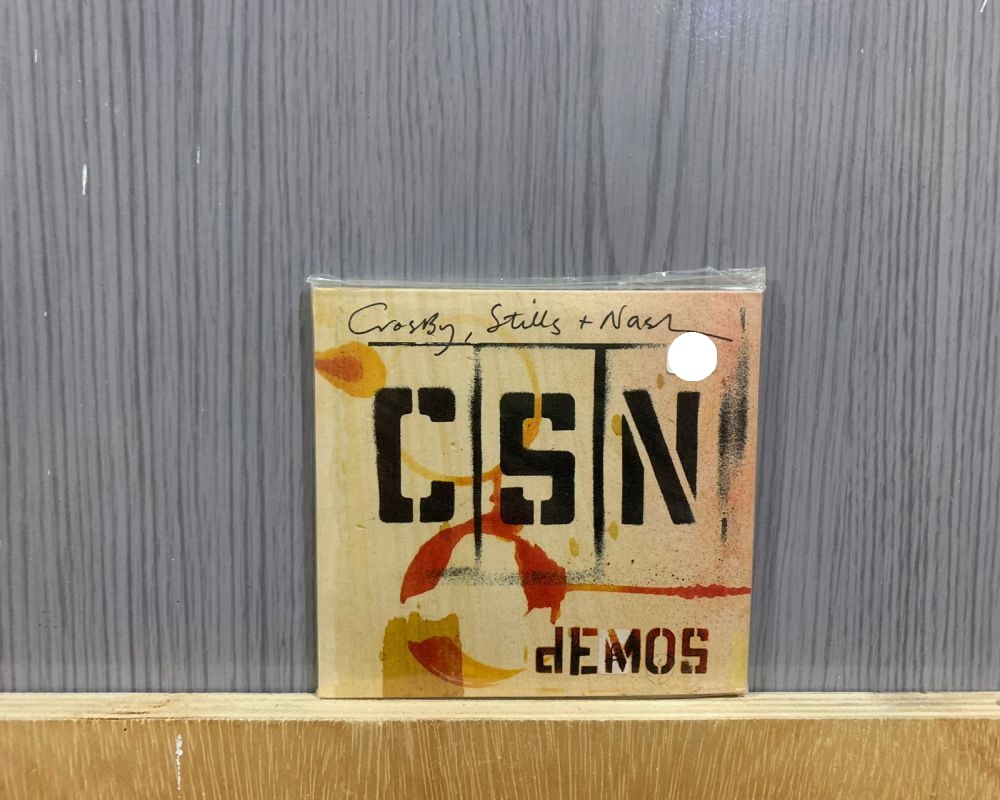 Crosby, Stills + Nash
CSN
dEMOS